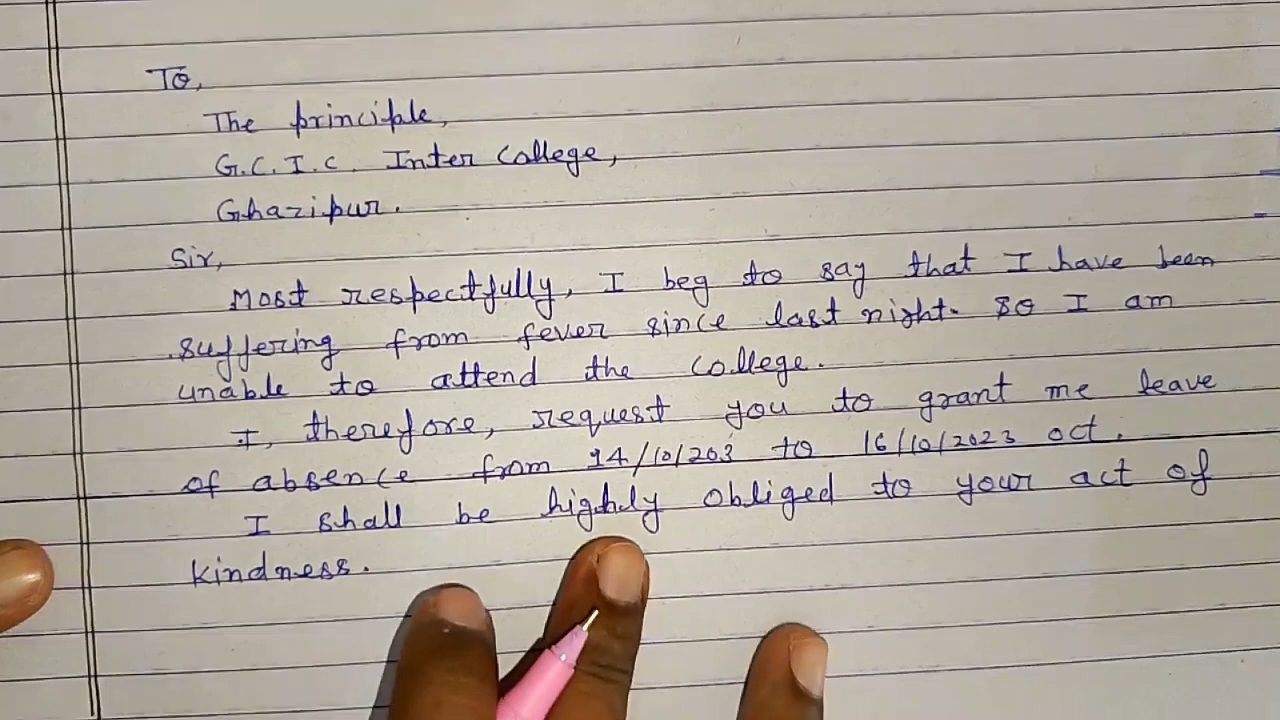 To,
The principle,
G.C.I.C. Inter College,
Ghazipur.
Sir,
Most respectfully, I beg to say that I have been
suffering from fever since last night. So I am
unable to attend the college.
I, therefore, request you to grant me leave
of absence from 14/10/203 to 16/10/2023 oct.
I shall be highly obliged to your act of
kindness.